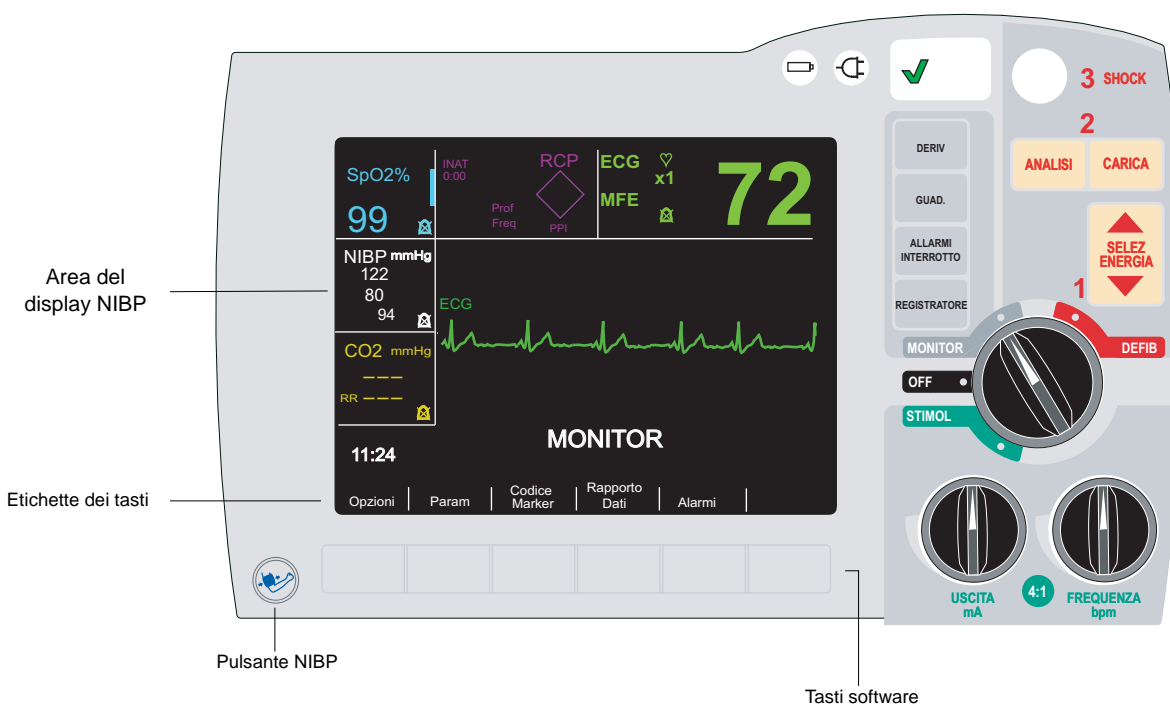 3 SHOCK
2
DERIV
ANALISI
CARICA
GUAD.
SpO2%
99
INAT
0:00
RCP
Prof
Freq
PPI
ECG
x1
MFE
72
ALLARMI
INTERROTTO
SELEZ
ENERGIA
1
REGISTRATORE
Area del
display NIBP
NIBP mmHg
122
80
94
ECG
CO2 mmHg
---
RR ---
MONITOR
DEFIB
OFF
STIMOL
11:24
MONITOR
Etichette dei tasti
Opzioni
Param
Codice
Marker
Rapporto
Dati
Alarmi
USCITA
mA
4:1
FREQUENZA
bpm
Pulsante NIBP
Tasti software